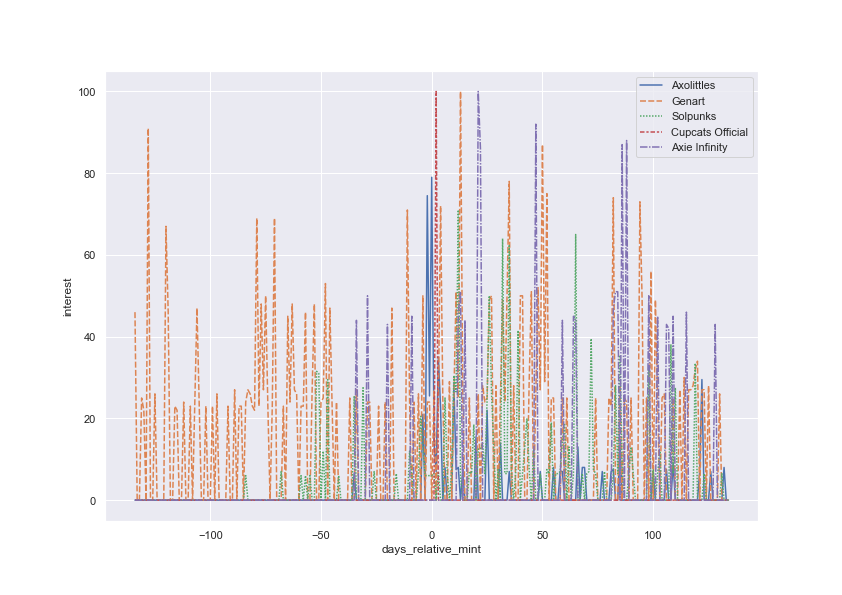 Axolittles
Genart
Solpunks
Cupcats Official
Axie Infinity
100
80
60
40
20
0
interest
−100
−50
0
50
100
days_relative_mint